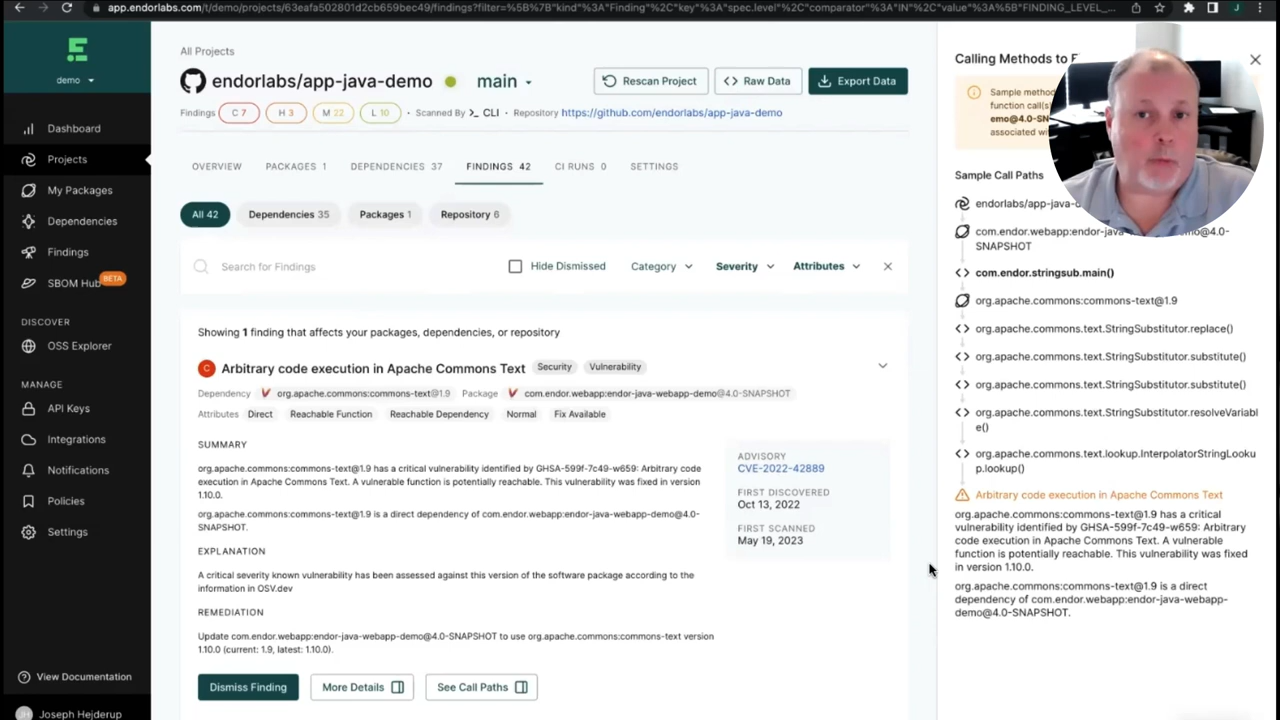 app.endorlabs.com/t/demo/projects/63eafa502801d2cb659bec49/findings?filter=%5B%7B"kind"%3A"Finding"%2C"key"%3A"spec.level"%2C"comparator"%3A"IN"%2C"value"%3A%5B"FINDING_LEVEL_...
J
demo
Dashboard
Projects
My Packages
Dependencies
Findings
SBOM Hub BETA
DISCOVER
OSS Explorer
MANAGE
API Keys
Integrations
Notifications
Policies
Settings
View Documentation
JH Joseph Hejderup
All Projects
endorlabs/app-java-demo main
Rescan Project
<> Raw Data
Export Data
Findings C 7 H 3 M 22 L 10 • Scanned By >_ CLI • Repository https://github.com/endorlabs/app-java-demo
OVERVIEW PACKAGES 1 DEPENDENCIES 37 FINDINGS 42 CI RUNS 0 SETTINGS
All 42 Dependencies 35 Packages 1 Repository 6
Search for Findings Hide Dismissed Category Severity Attributes
Showing 1 finding that affects your packages, dependencies, or repository
C Arbitrary code execution in Apache Commons Text Security Vulnerability
Dependency org.apache.commons:commons-text@1.9 Package com.endor.webapp:endor-java-webapp-demo@4.0-SNAPSHOT
Attributes Direct Reachable Function Reachable Dependency Normal Fix Available
SUMMARY
org.apache.commons:commons-text@1.9 has a critical vulnerability identified by GHSA-599f-7c49-w659: Arbitrary
code execution in Apache Commons Text. A vulnerable function is potentially reachable. This vulnerability was fixed in version
1.10.0.
org.apache.commons:commons-text@1.9 is a direct dependency of com.endor.webapp:endor-java-webapp-demo@4.0-
SNAPSHOT.
EXPLANATION
A critical severity known vulnerability has been assessed against this version of the software package according to the
information in OSV.dev
REMEDIATION
Update com.endor.webapp:endor-java-webapp-demo@4.0-SNAPSHOT to use org.apache.commons:commons-text version
1.10.0 (current: 1.9, latest: 1.10.0).
Dismiss Finding More Details See Call Paths
ADVISORY
CVE-2022-42889
FIRST DISCOVERED
Oct 13, 2022
FIRST SCANNED
May 19, 2023
Calling Methods to
Sample
function call(s)
associated
Sample Call Paths
endorlabs/app-java-
com.endor.webapp:endor-java- mo@4.0-
SNAPSHOT
<> com.endor.stringsub.main()
org.apache.commons:commons-text@1.9
<> org.apache.commons.text.StringSubstitutor.replace()
<> org.apache.commons.text.StringSubstitutor.substitute()
<> org.apache.commons.text.StringSubstitutor.substitute()
<> org.apache.commons.text.StringSubstitutor.resolveVariabl
e()
<> org.apache.commons.text.lookup.InterpolatorStringLooku
p.lookup()
Arbitrary code execution in Apache Commons Text
org.apache.commons:commons-text@1.9 has a critical
vulnerability identified by GHSA-599f-7c49-w659: Arbitrary
code execution in Apache Commons Text. A vulnerable
function is potentially reachable. This vulnerability was fixed
in version 1.10.0.
org.apache.commons:commons-text@1.9 is a direct
dependency of com.endor.webapp:endor-java-webapp-
demo@4.0-SNAPSHOT.